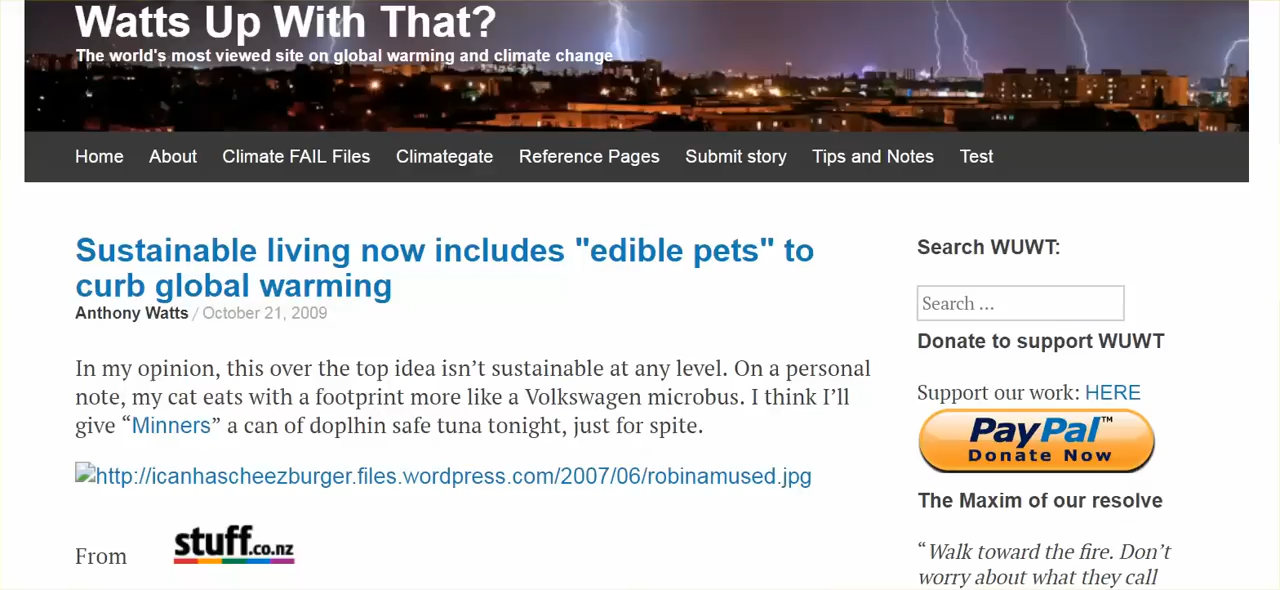 Watts Up With That?
The world's most viewed site on global warming and climate change
Home About Climate FAIL Files Climategate Reference Pages Submit story Tips and Notes Test
Sustainable living now includes "edible pets" to
curb global warming
Anthony Watts / October 21, 2009
In my opinion, this over the top idea isn’t sustainable at any level. On a personal
note, my cat eats with a footprint more like a Volkswagen microbus. I think I’ll
give “Minners” a can of doplhin safe tuna tonight, just for spite.
http://icanhascheezburger.files.wordpress.com/2007/06/robinamused.jpg
From stuff.co.nz
Search WUWT:
Search ...
Donate to support WUWT
Support our work: HERE
PayPal™
Donate Now
The Maxim of our resolve
“Walk toward the fire. Don’t
worry about what they call